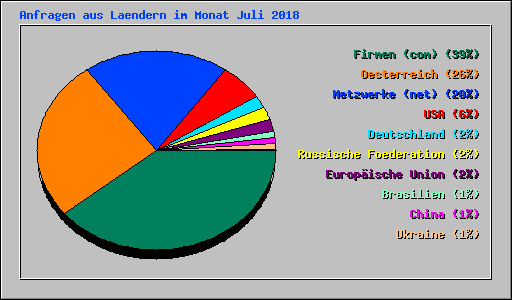 Anfragen aus Laendern im Monat Juli 2018
Firmen (com) (39%)
Oesterreich (26%)
Netzwerke (net) (20%)
USA (6%)
Deutschland (2%)
Russische Foederation (2%)
Europäische Union (2%)
Brasilien (1%)
China (1%)
Ukraine (1%)